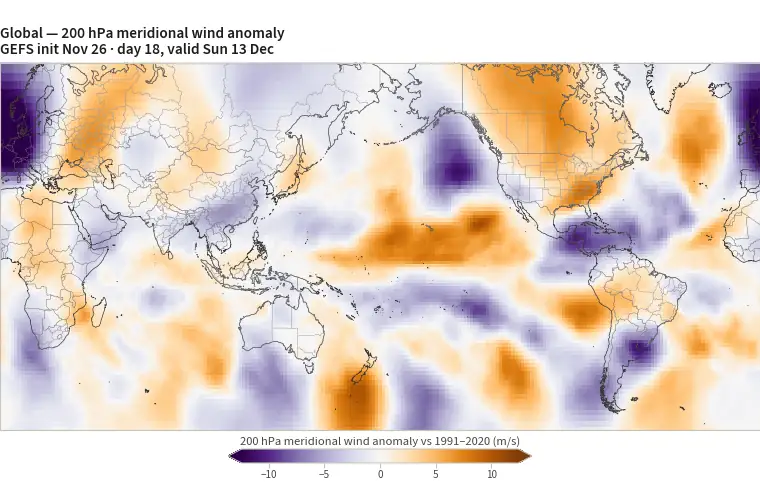 Global — 200 hPa meridional wind anomaly
GEFS init Nov 26 · day 18, valid Sun 13 Dec
200 hPa meridional wind anomaly vs 1991–2020 (m/s)
−10 −5 0 5 10